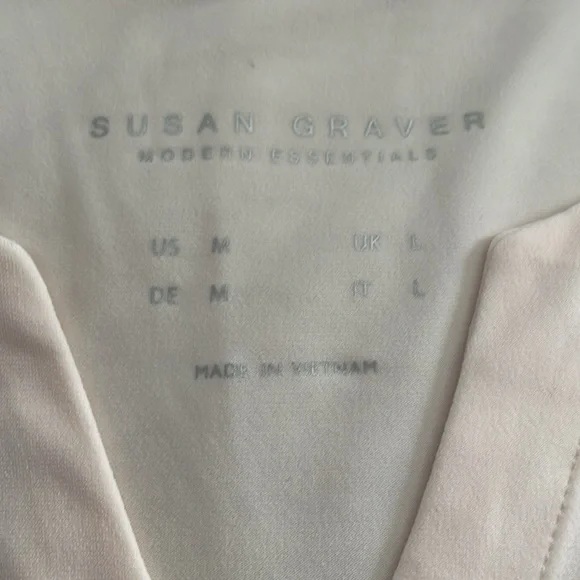 SUSAN GRAVER
MODERN ESSENTIALS
US M UK L
DE M IT L
MADE IN VIETNAM